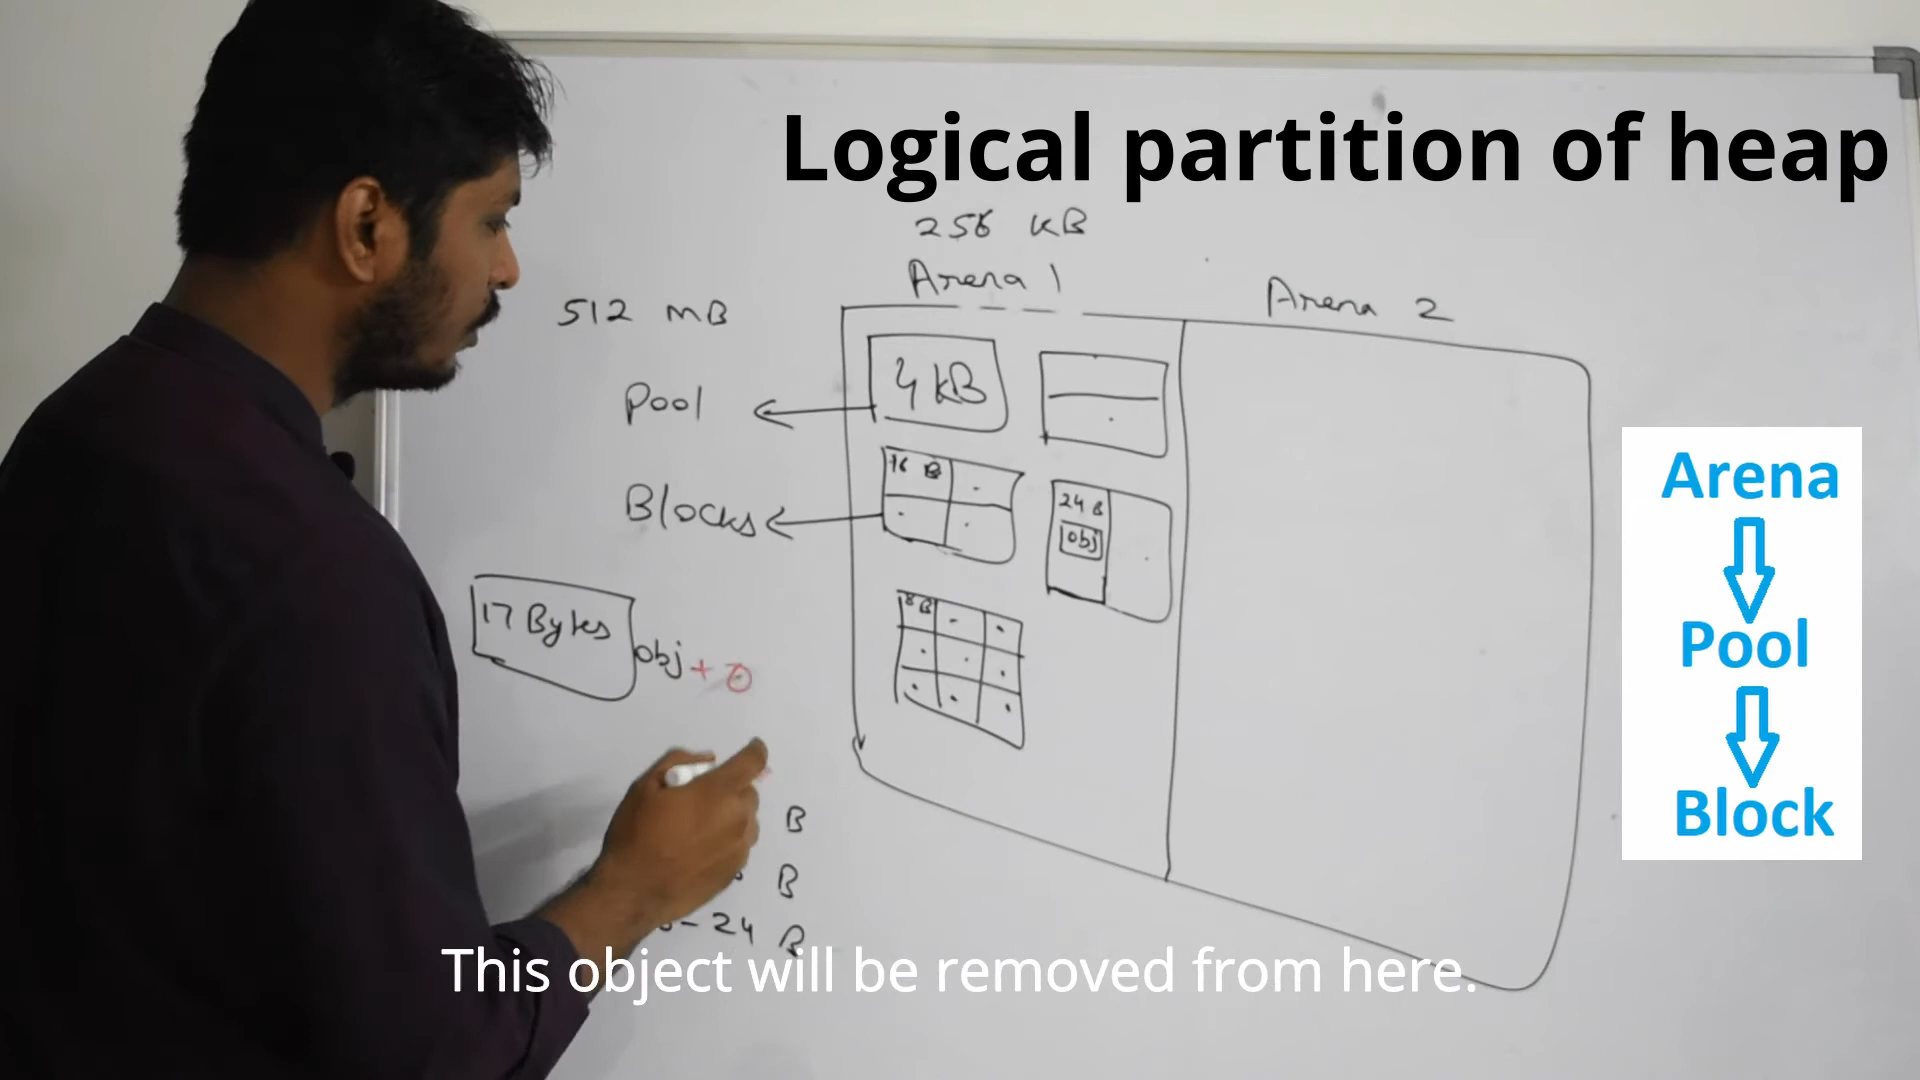 Logical partition of heap
256 KB
Arena 1
Arena 2
512 MB
4 KB
Pool
16 B
Blocks
24 B
obj
17 Bytes
obj + 0
8 B
B
B
- 24 B
Arena
Pool
Block
This object will be removed from here.